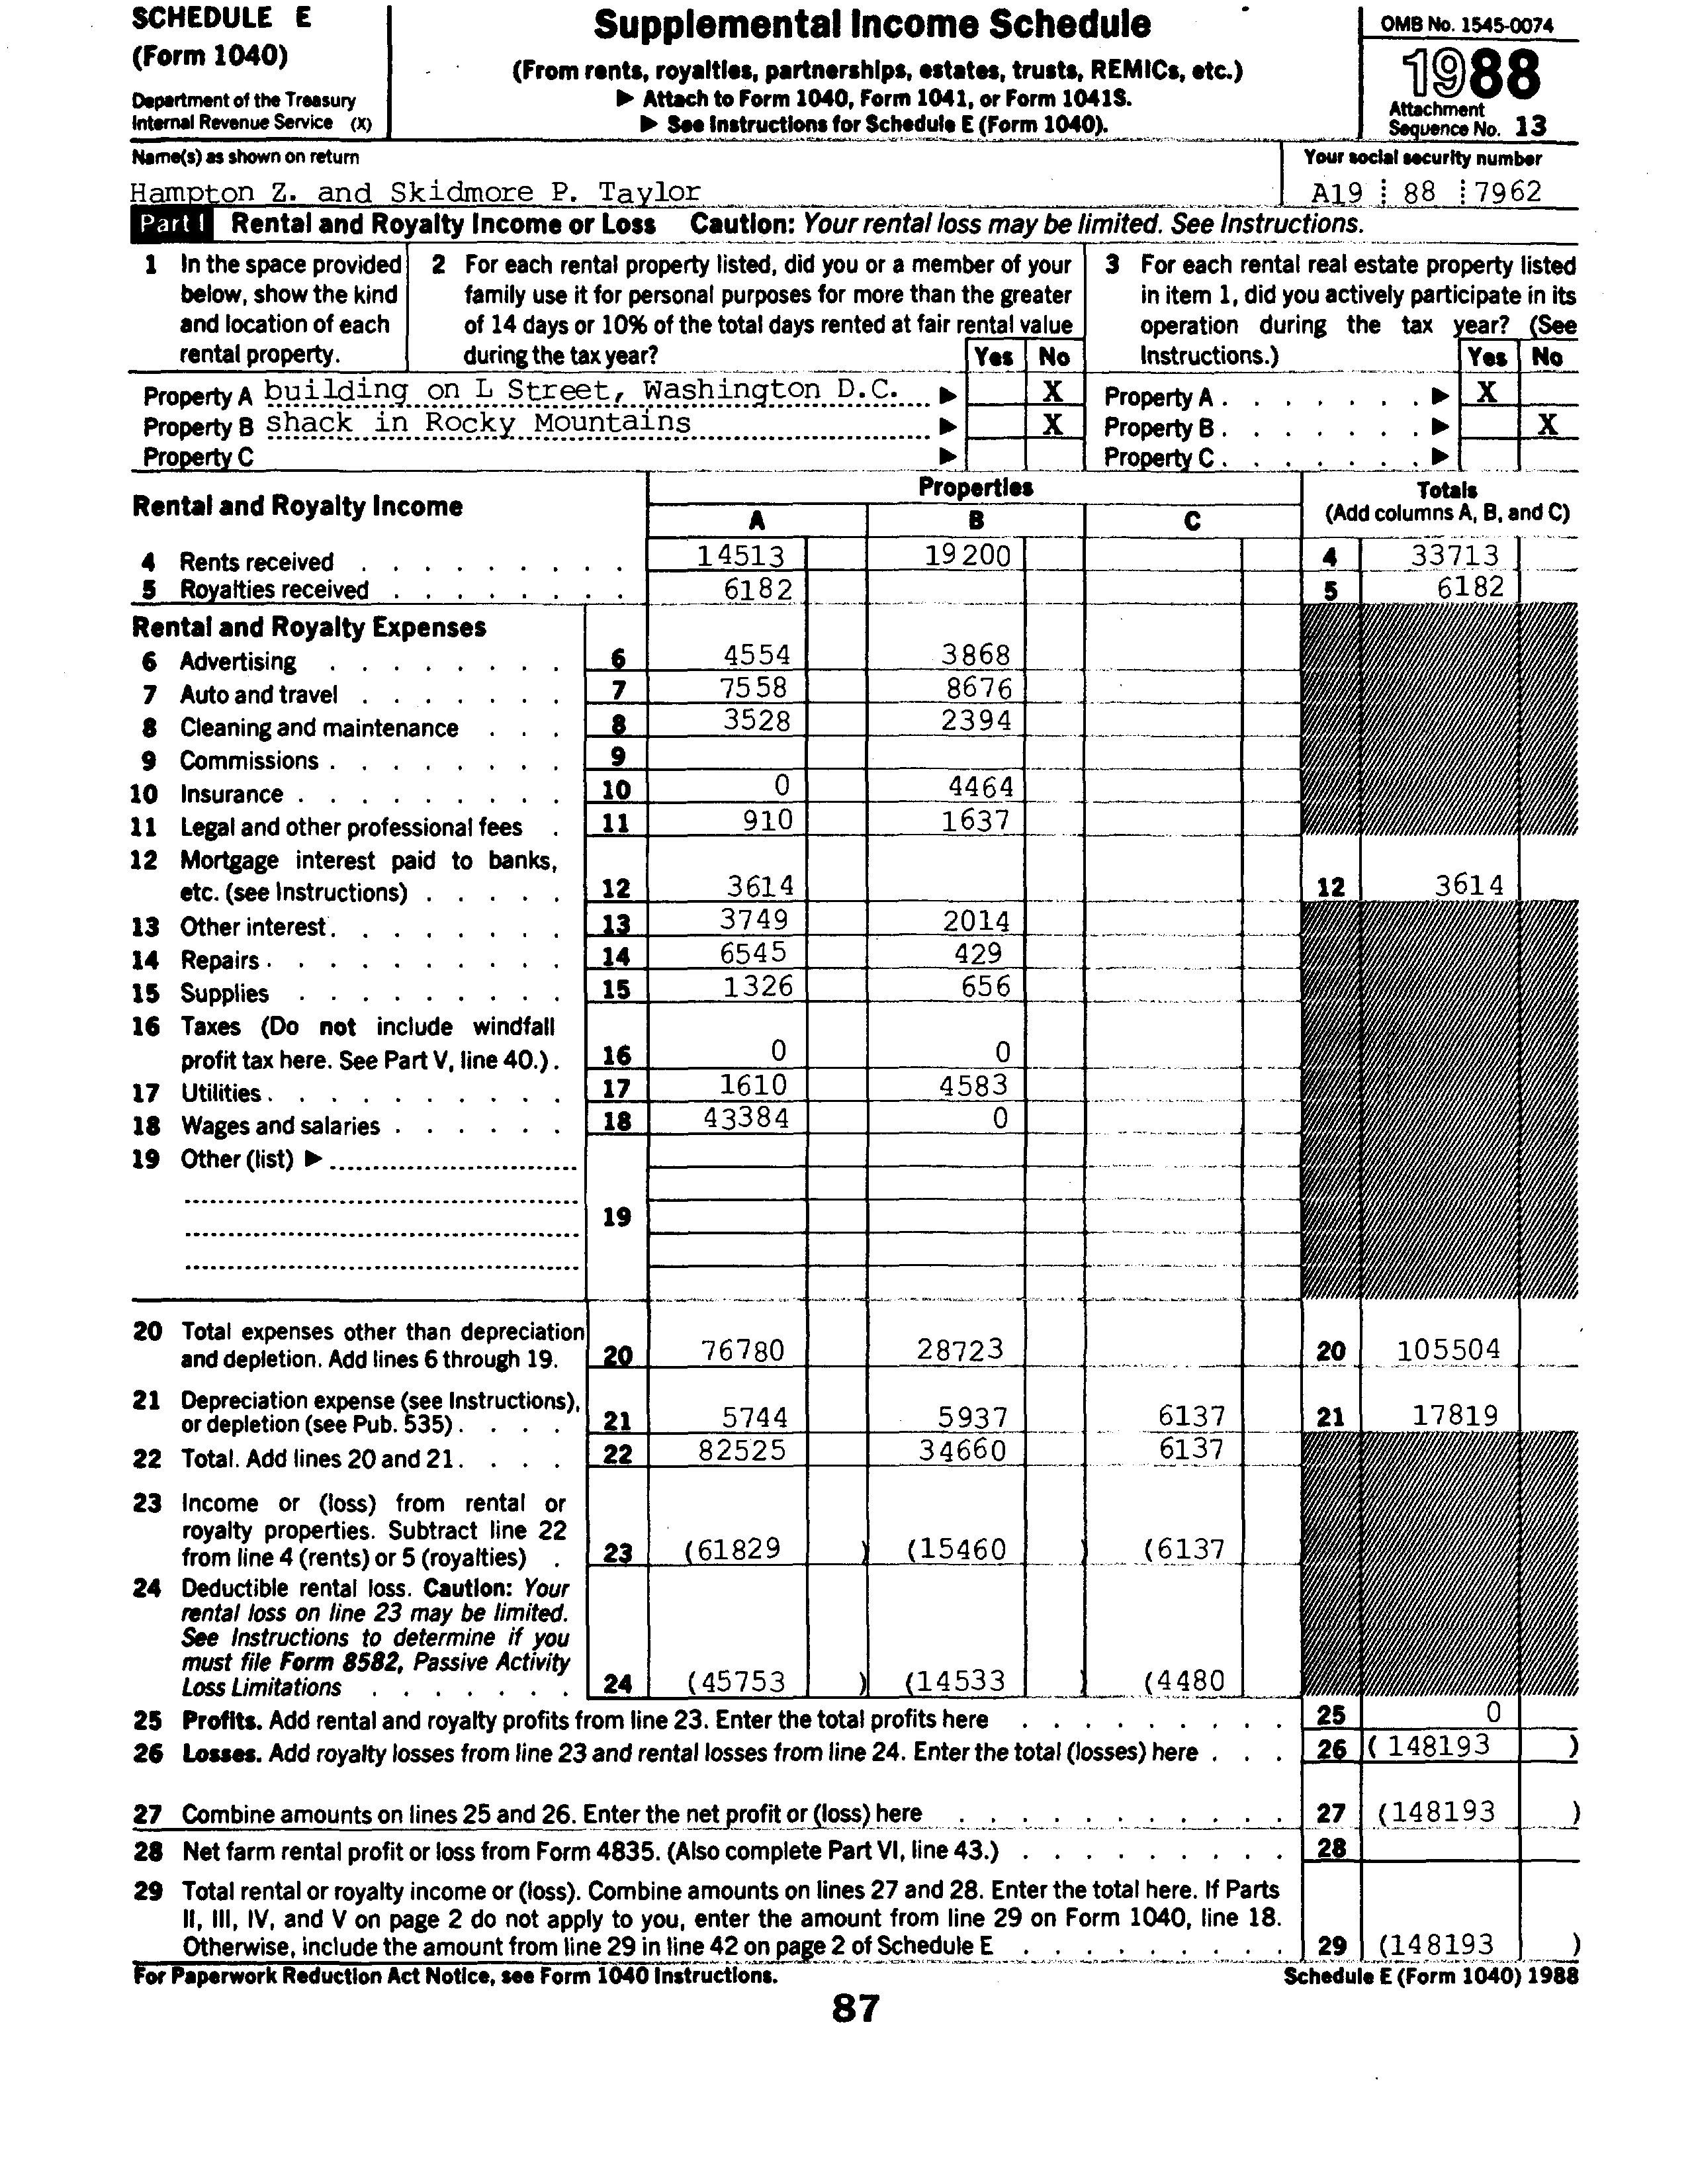 SCHEDULE E
(Form 1040)
Department of the Treasury
Internal Revenue Service (X)
Supplemental Income Schedule
(From rents, royalties, partnerships, estates, trusts, REMICs, etc.)
▶ Attach to Form 1040, Form 1041, or Form 1041S.
▶ See Instructions for Schedule E (Form 1040).
OMB No. 1545-0074
1988
Attachment
Sequence No. 13
Name(s) as shown on return
Your social security number
Hampton Z. and Skidmore P. Taylor
A19 88 7962
Part I Rental and Royalty Income or Loss Caution: Your rental loss may be limited. See Instructions.
1 In the space provided
below, show the kind
and location of each
rental property.
2 For each rental property listed, did you or a member of your
family use it for personal purposes for more than the greater
of 14 days or 10% of the total days rented at fair rental value
during the tax year?
Yes No
3 For each rental real estate property listed
in item 1, did you actively participate in its
operation during the tax year? (See
Instructions.)
Yes No
Property A building on L Street, Washington D.C. ▶ X Property A . . . . . . . ▶ X
Property B shack in Rocky Mountains ▶ X Property B . . . . . . . ▶ X
Property C ▶ Property C . . . . . . . ▶
Rental and Royalty Income
Properties
A B C
Totals
(Add columns A, B, and C)
4 Rents received . . . . . . . . . 14513 19200 4 33713
5 Royalties received . . . . . . . . 6182 5 6182
Rental and Royalty Expenses
6 Advertising . . . . . . . . 6 4554 3868
7 Auto and travel . . . . . . . 7 7558 8676
8 Cleaning and maintenance . . . 8 3528 2394
9 Commissions . . . . . . . . 9
10 Insurance . . . . . . . . . 10 0 4464
11 Legal and other professional fees . 11 910 1637
12 Mortgage interest paid to banks,
etc. (see Instructions) . . . . . 12 3614 12 3614
13 Other interest. . . . . . . . 13 3749 2014
14 Repairs . . . . . . . . . . 14 6545 429
15 Supplies . . . . . . . . . 15 1326 656
16 Taxes (Do not include windfall
profit tax here. See Part V, line 40.) . 16 0 0
17 Utilities . . . . . . . . . . 17 1610 4583
18 Wages and salaries . . . . . . 18 43384 0
19 Other (list) ▶
19
20 Total expenses other than depreciation
and depletion. Add lines 6 through 19. 20 76780 28723 20 105504
21 Depreciation expense (see Instructions),
or depletion (see Pub. 535) . . . . 21 5744 5937 6137 21 17819
22 Total. Add lines 20 and 21 . . . . 22 82525 34660 6137
23 Income or (loss) from rental or
royalty properties. Subtract line 22
from line 4 (rents) or 5 (royalties) . 23 (61829 ) (15460 ) (6137
24 Deductible rental loss. Caution: Your
rental loss on line 23 may be limited.
See Instructions to determine if you
must file Form 8582, Passive Activity
Loss Limitations . . . . . . . 24 (45753 ) (14533 ) (4480
25 Profits. Add rental and royalty profits from line 23. Enter the total profits here . . . . . . . . . 25 0
26 Losses. Add royalty losses from line 23 and rental losses from line 24. Enter the total (losses) here . . . 26 ( 148193 )
27 Combine amounts on lines 25 and 26. Enter the net profit or (loss) here . . . . . . . . . . . 27 (148193 )
28 Net farm rental profit or loss from Form 4835. (Also complete Part VI, line 43.) . . . . . . . . . 28
29 Total rental or royalty income or (loss). Combine amounts on lines 27 and 28. Enter the total here. If Parts
II, III, IV, and V on page 2 do not apply to you, enter the amount from line 29 on Form 1040, line 18.
Otherwise, include the amount from line 29 in line 42 on page 2 of Schedule E . . . . . . . . . 29 (148193 )
For Paperwork Reduction Act Notice, see Form 1040 Instructions.
Schedule E (Form 1040) 1988
87